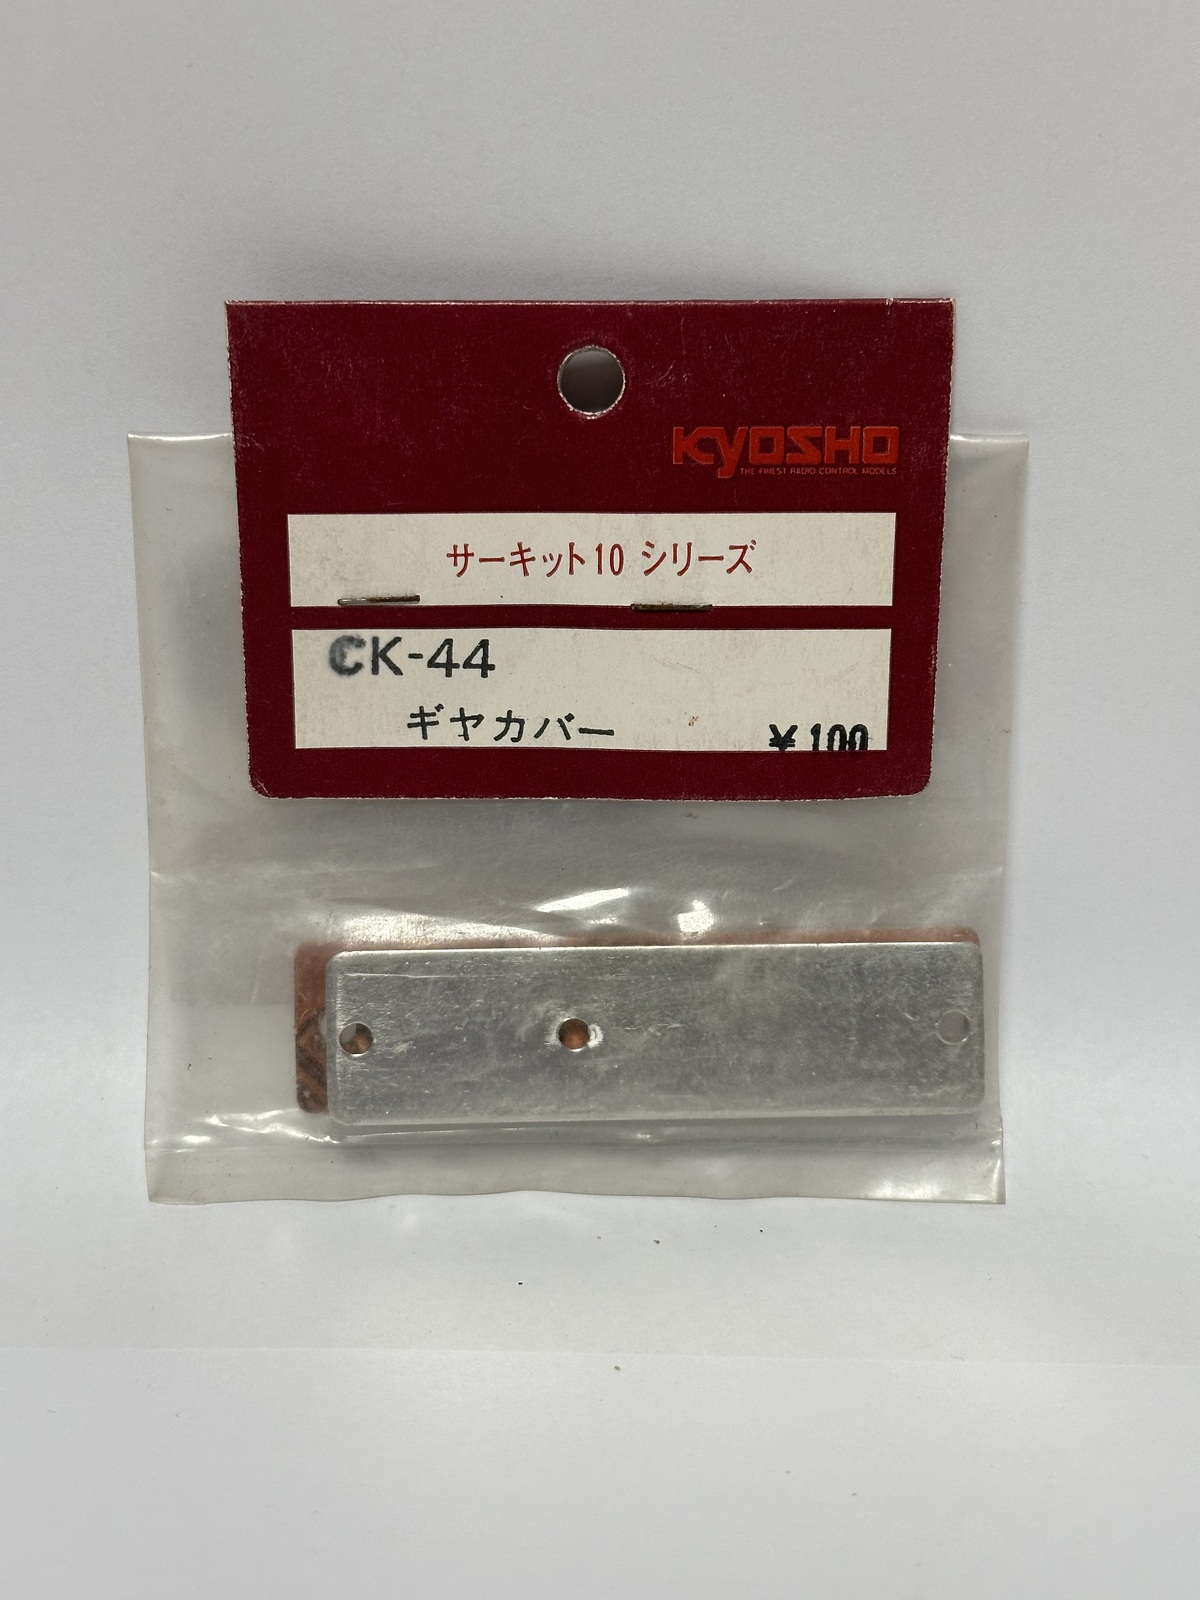 KYOSHO
THE FINEST RADIO CONTROL MODELS
サーキット10 シリーズ
CK-44
ギヤカバー
¥100